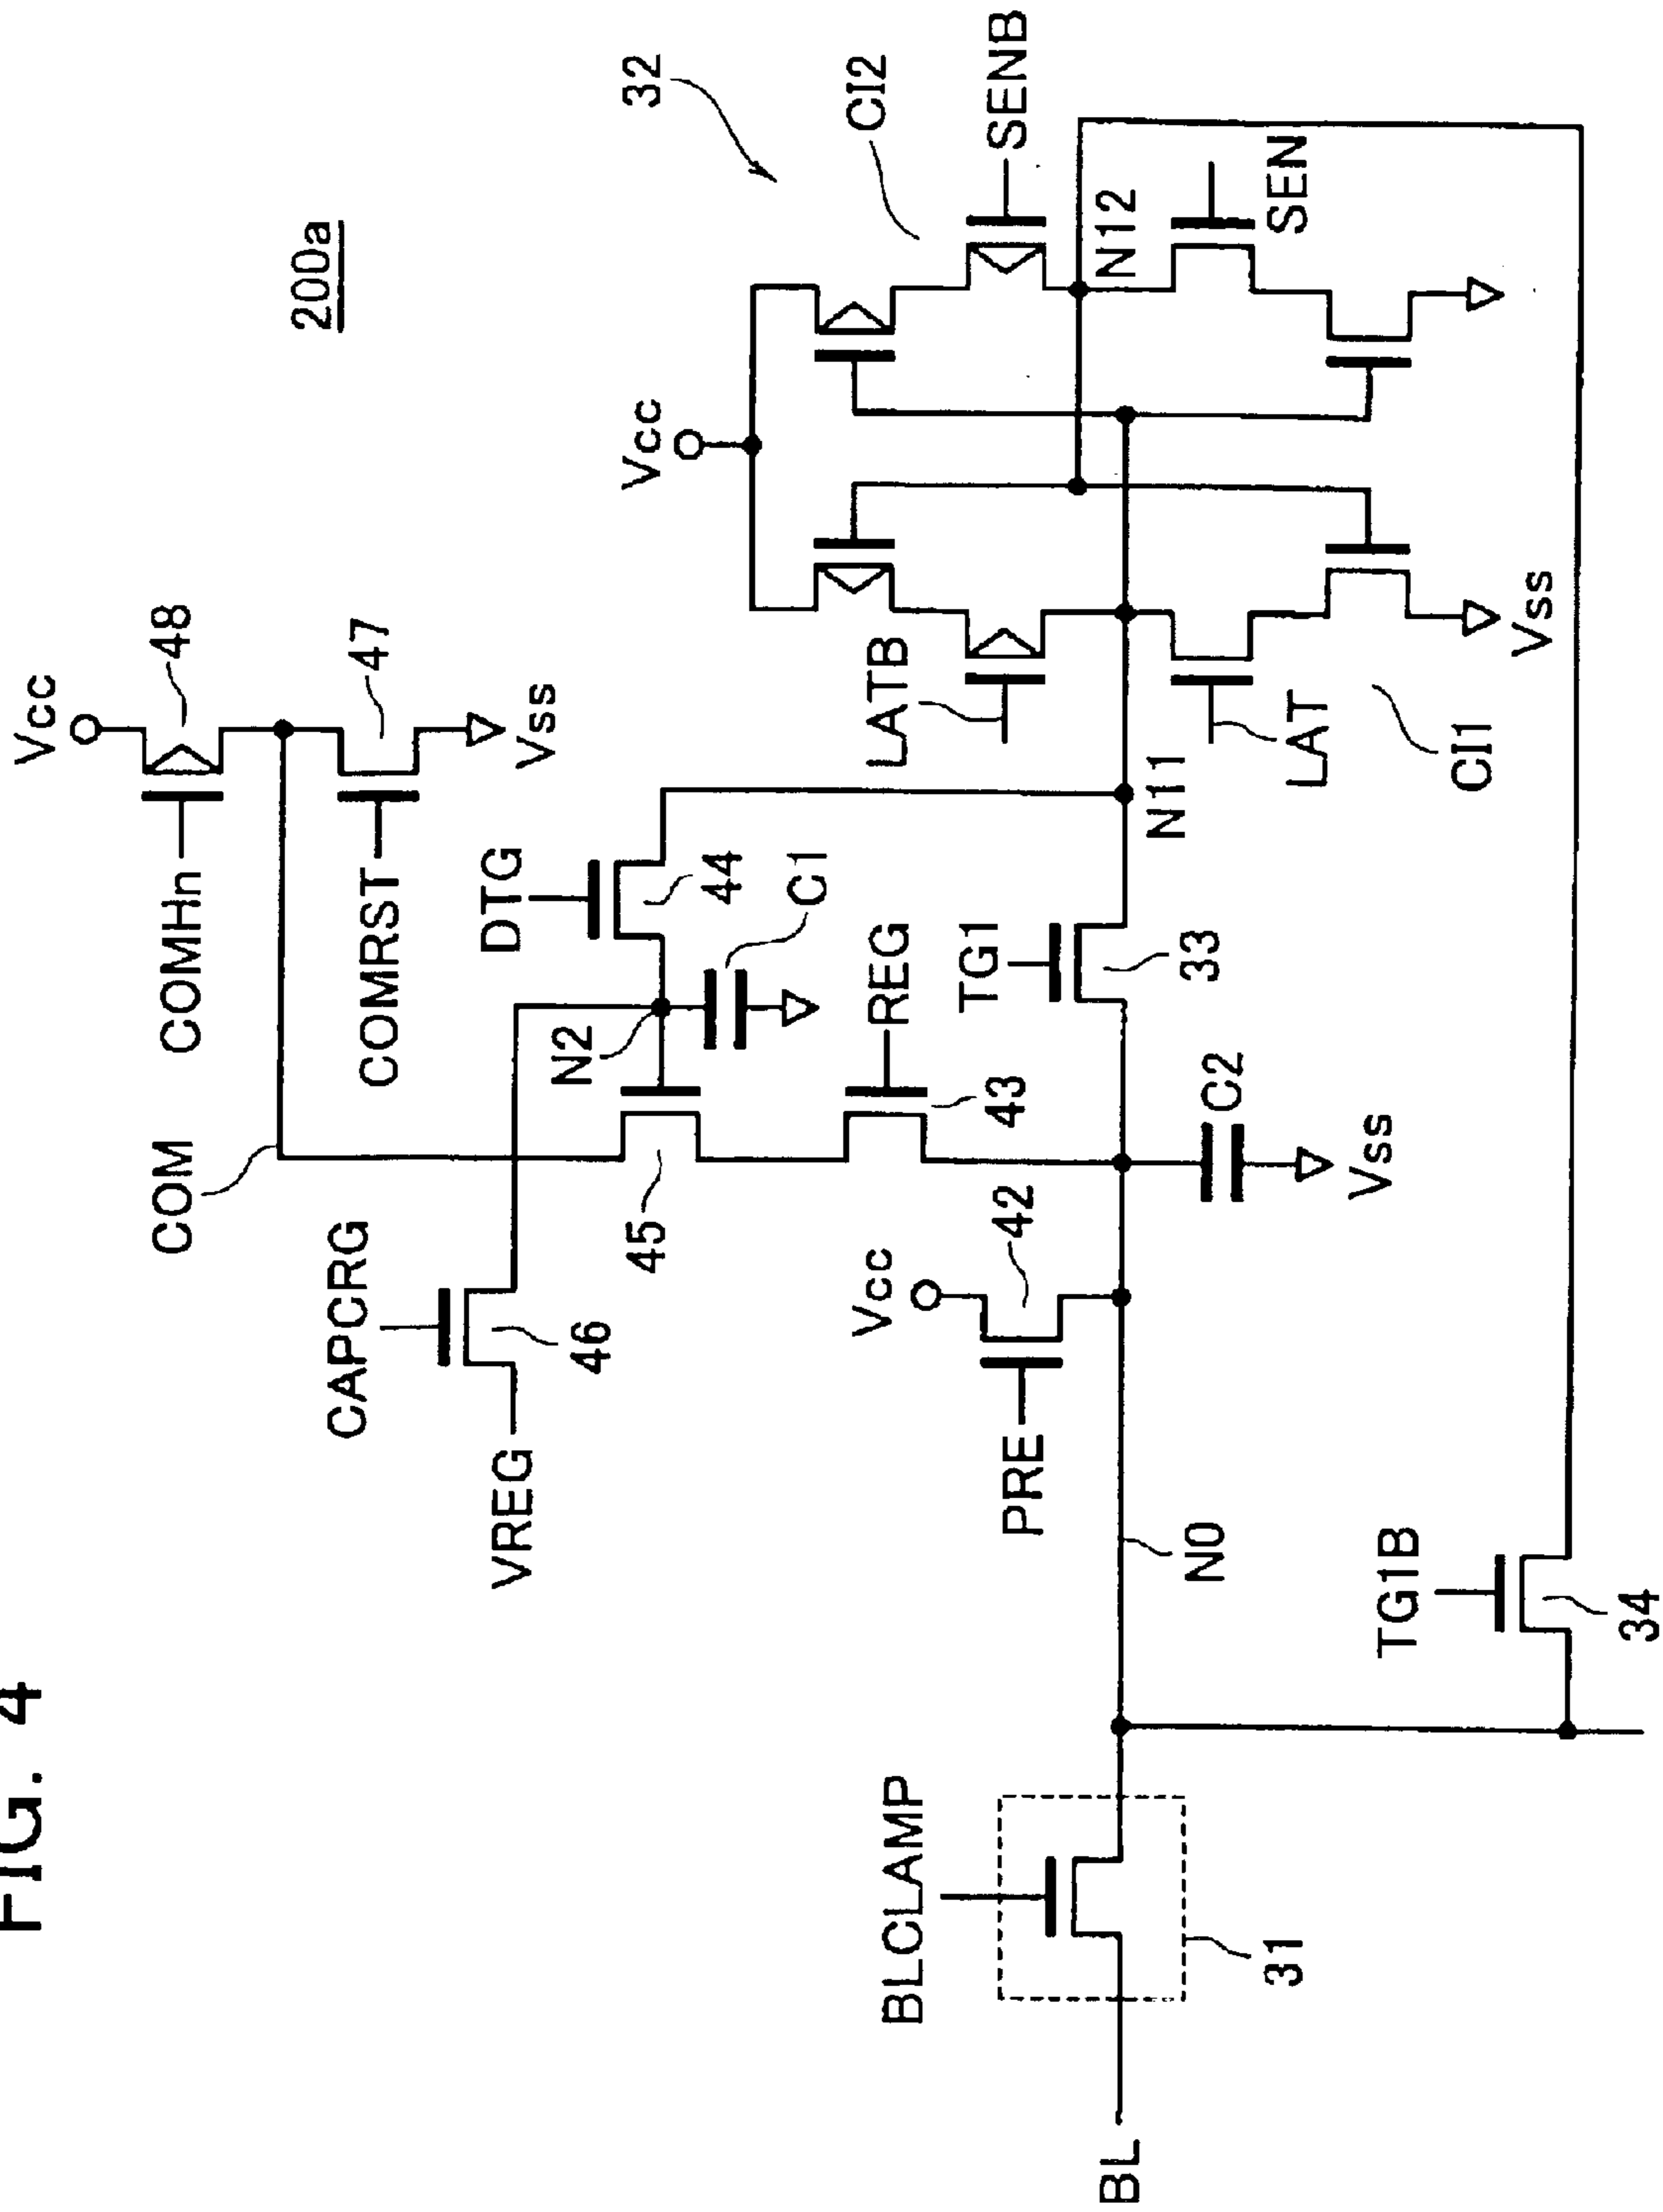 FIG. 4
200a
Vcc
48
COMHn
47
COMRST
Vss
COM
32
CI2
SENB
Vcc
CAPCRG
46
VREG
DTG
44
C1
N2
45
REG
43
LATB
N12
SEN
LAT
CI1
Vss
N11
TG1
33
Vcc
42
PRE
C2
Vss
N0
BLCLAMP
31
BL
TG1B
34